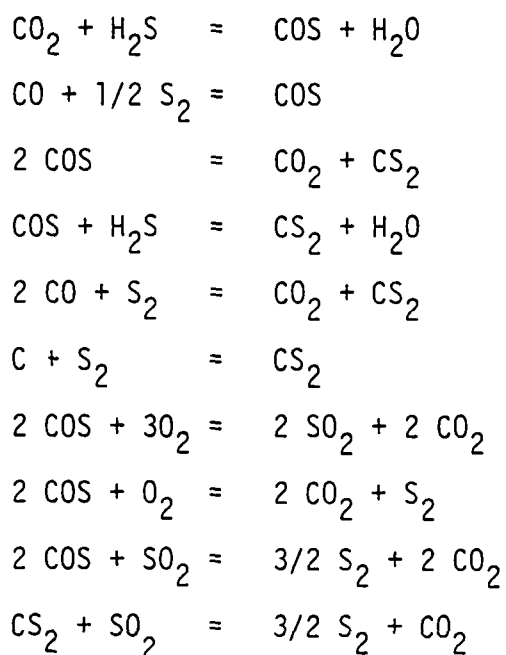 CO₂ + H₂S = COS + H₂O
CO + 1/2 S₂ = COS
2 COS = CO₂ + CS₂
COS + H₂S = CS₂ + H₂O
2 CO + S₂ = CO₂ + CS₂
C + S₂ = CS₂
2 COS + 3O₂ = 2 SO₂ + 2 CO₂
2 COS + O₂ = 2 CO₂ + S₂
2 COS + SO₂ = 3/2 S₂ + 2 CO₂
CS₂ + SO₂ = 3/2 S₂ + CO₂